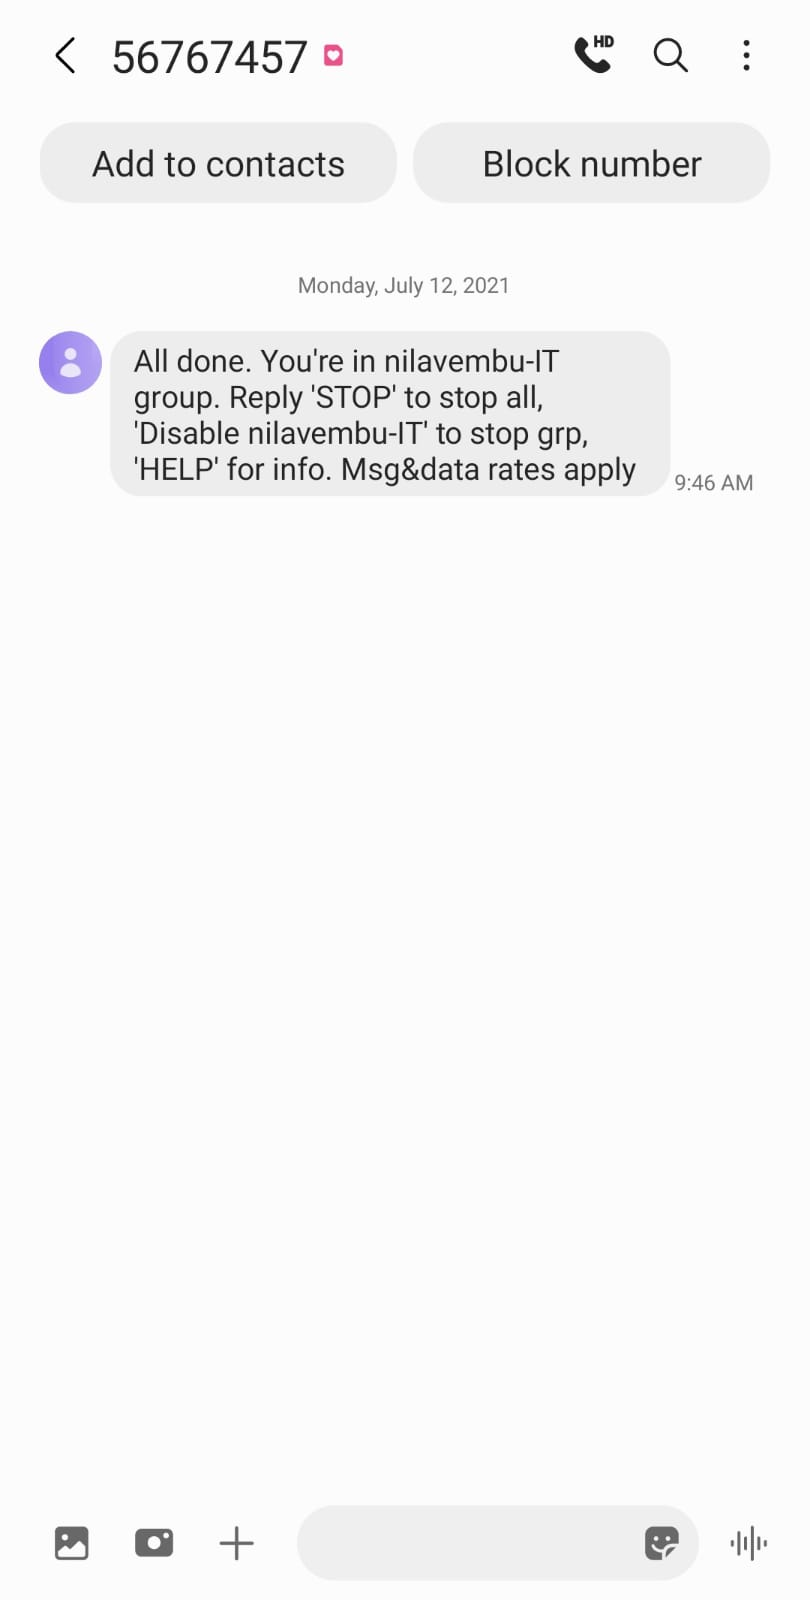 56767457
HD
Add to contacts
Block number
Monday, July 12, 2021
All done. You're in nilavembu-IT
group. Reply 'STOP' to stop all,
'Disable nilavembu-IT' to stop grp,
'HELP' for info. Msg&data rates apply
9:46 AM